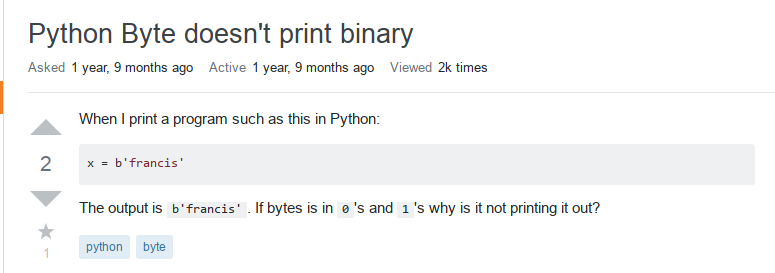 Python Byte doesn't print binary
Asked 1 year, 9 months ago Active 1 year, 9 months ago Viewed 2k times
When I print a program such as this in Python:
2
x = b'francis'
The output is b'francis' . If bytes is in 0 's and 1 's why is it not printing it out?
1
python byte